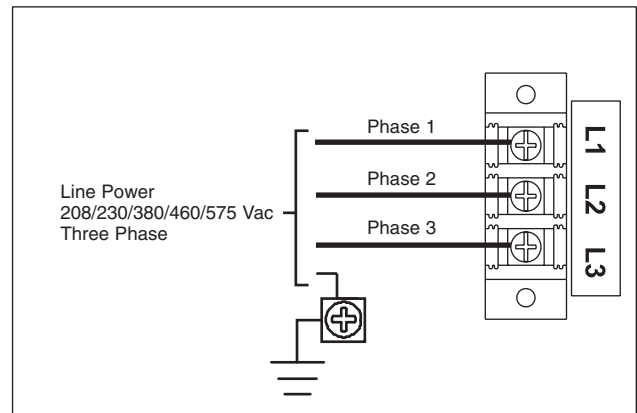 Phase 1
Phase 2
Phase 3
Line Power
208/230/380/460/575 Vac
Three Phase
L1
L2
L3